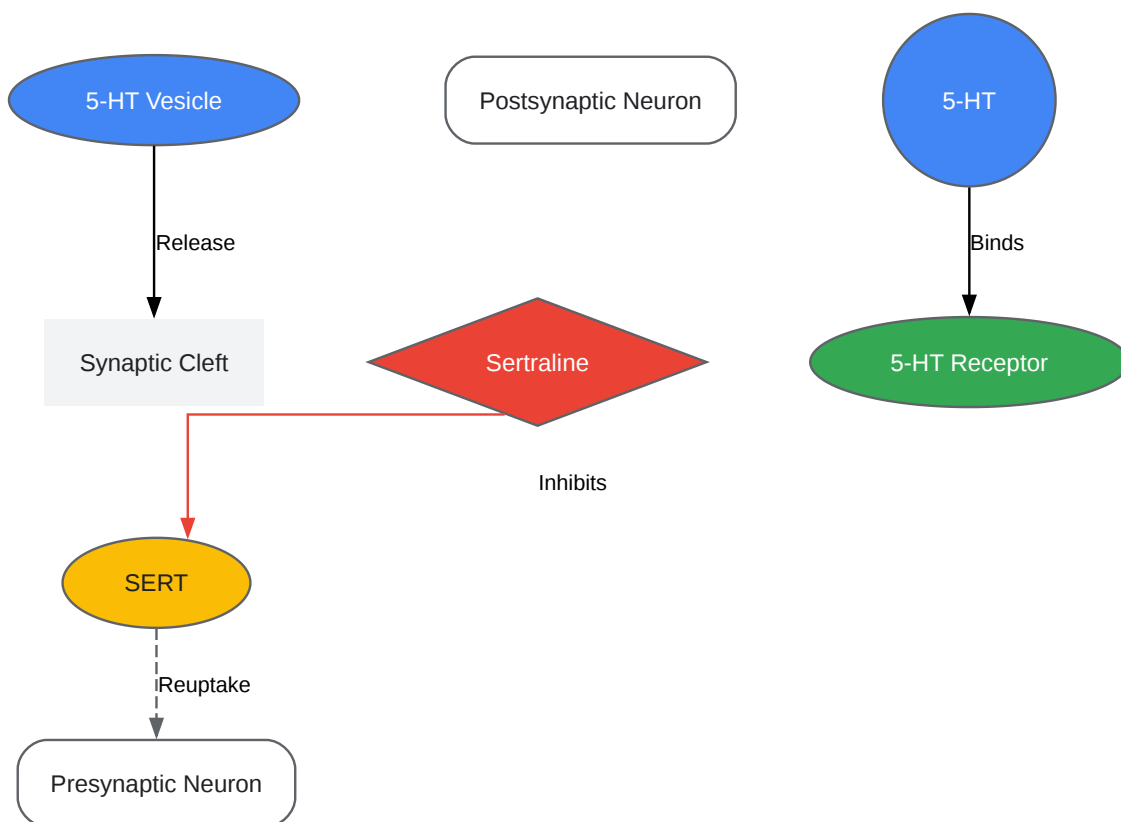 5-HT Vesicle
Postsynaptic Neuron
5-HT
Release
Binds
Synaptic Cleft
Sertraline
5-HT Receptor
Inhibits
SERT
Reuptake
Presynaptic Neuron